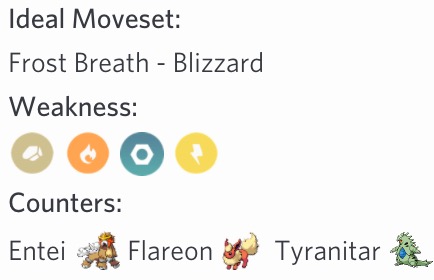 Ideal Moveset:
Frost Breath - Blizzard
Weakness:
Counters:
Entei Flareon Tyranitar